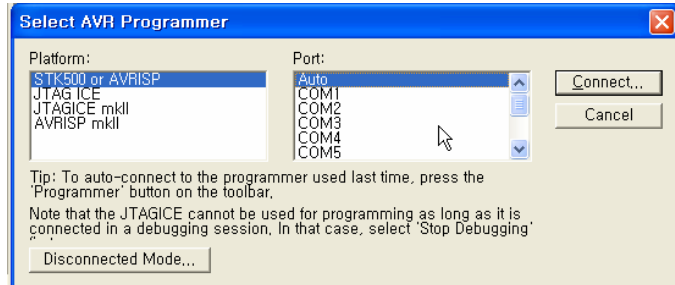 Select AVR Programmer
Platform:
Port:
STK500 or AVRISP
JTAG ICE
JTAGICE mkII
AVRISP mkII
Auto
COM1
COM2
COM3
COM4
COM5
Connect...
Cancel
Tip: To auto-connect to the programmer used last time, press the
'Programmer' button on the toolbar.
Note that the JTAGICE cannot be used for programming as long as it is
connected in a debugging session. In that case, select 'Stop Debugging'
Disconnected Mode...